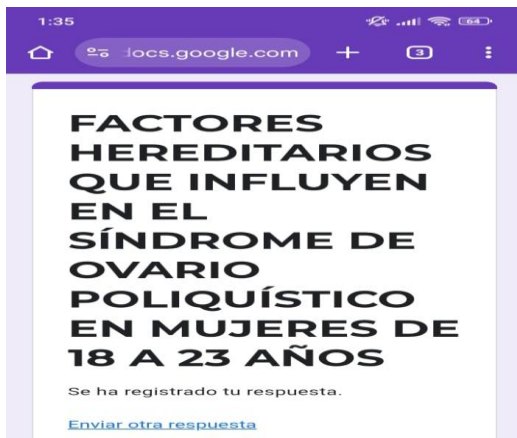 1:35
64
docs.google.com
3
FACTORES
HEREDITARIOS
QUE INFLUYEN
EN EL
SÍNDROME DE
OVARIO
POLIQUÍSTICO
EN MUJERES DE
18 A 23 AÑOS
Se ha registrado tu respuesta.
Enviar otra respuesta